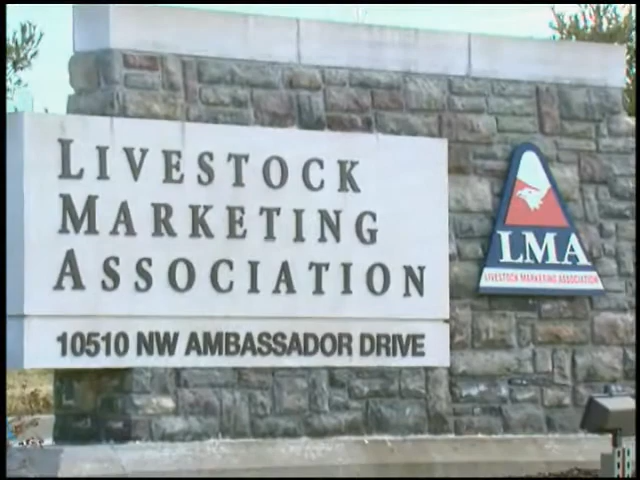 LIVESTOCK
MARKETING
ASSOCIATION
10510 NW AMBASSADOR DRIVE
LMA
LIVESTOCK MARKETING ASSOCIATION